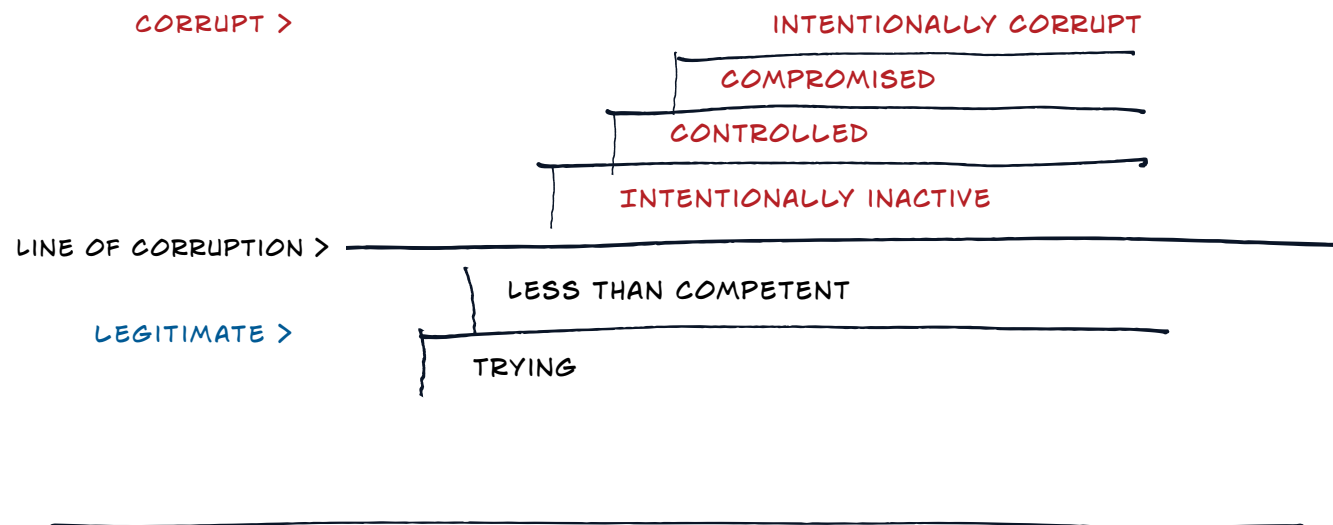 CORRUPT >
INTENTIONALLY CORRUPT
COMPROMISED
CONTROLLED
INTENTIONALLY INACTIVE
LINE OF CORRUPTION >
LESS THAN COMPETENT
LEGITIMATE >
TRYING